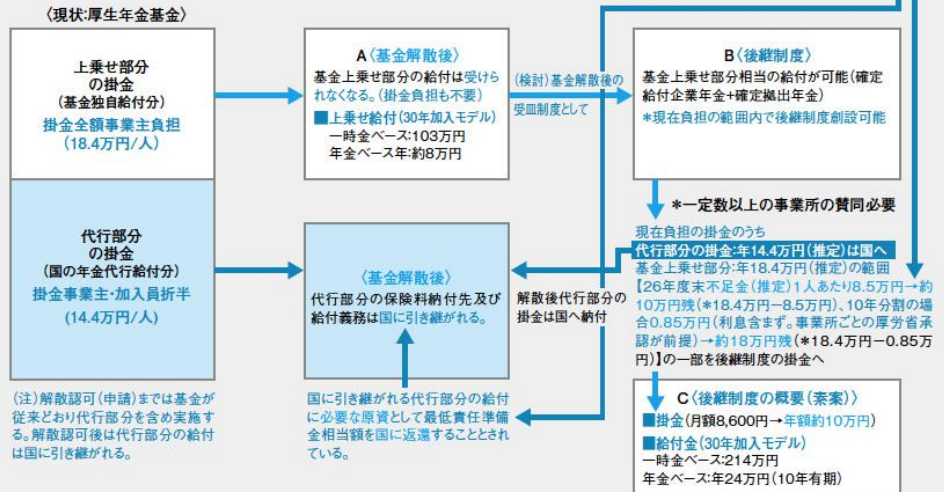 〈現状:厚生年金基金〉
上乗せ部分
の掛金
(基金独自給付分)
掛金全額事業主負担
(18.4万円/人)
代行部分
の掛金
(国の年金代行給付分)
掛金事業主・加入員折半
(14.4万円/人)
(注)解散認可(申請)までは基金が
従来どおり代行部分を含め実施す
る。解散認可後は代行部分の給付
は国に引き継がれる。
A〈基金解散後〉
基金上乗せ部分の給付は受けら
れなくなる。(掛金負担も不要)
■上乗せ給付(30年加入モデル)
一時金ベース:103万円
年金ベース年:約8万円
(検討)基金解散後の
受皿制度として
B〈後継制度〉
基金上乗せ部分相当の給付が可能(確定
給付企業年金+確定拠出年金)
*現在負担の範囲内で後継制度創設可能
*一定数以上の事業所の賛同必要
〈基金解散後〉
代行部分の保険料納付先及び
給付義務は国に引き継がれる。
国に引き継がれる代行部分の給付
に必要な原資として最低責任準備
金相当額を国に返還することとされ
ている。
解散後代行部分の
掛金は国へ納付
現在負担の掛金のうち
代行部分の掛金:年14.4万円(推定)は国へ
基金上乗せ部分:年18.4万円(推定)の範囲
【26年度末不足金(推定)1人あたり8.5万円→約
10万円残(*18.4万円−8.5万円)、10年分割の場
合0.85万円(利息含まず。事業所ごとの厚労省承
認が前提)→約18万円残(*18.4万円−0.85万
円)】の一部を後継制度の掛金へ
C〈後継制度の概要(素案)〉
■掛金(月額8,600円→年額約10万円)
■給付金(30年加入モデル)
一時金ベース:214万円
年金ベース:年24万円(10年有期)